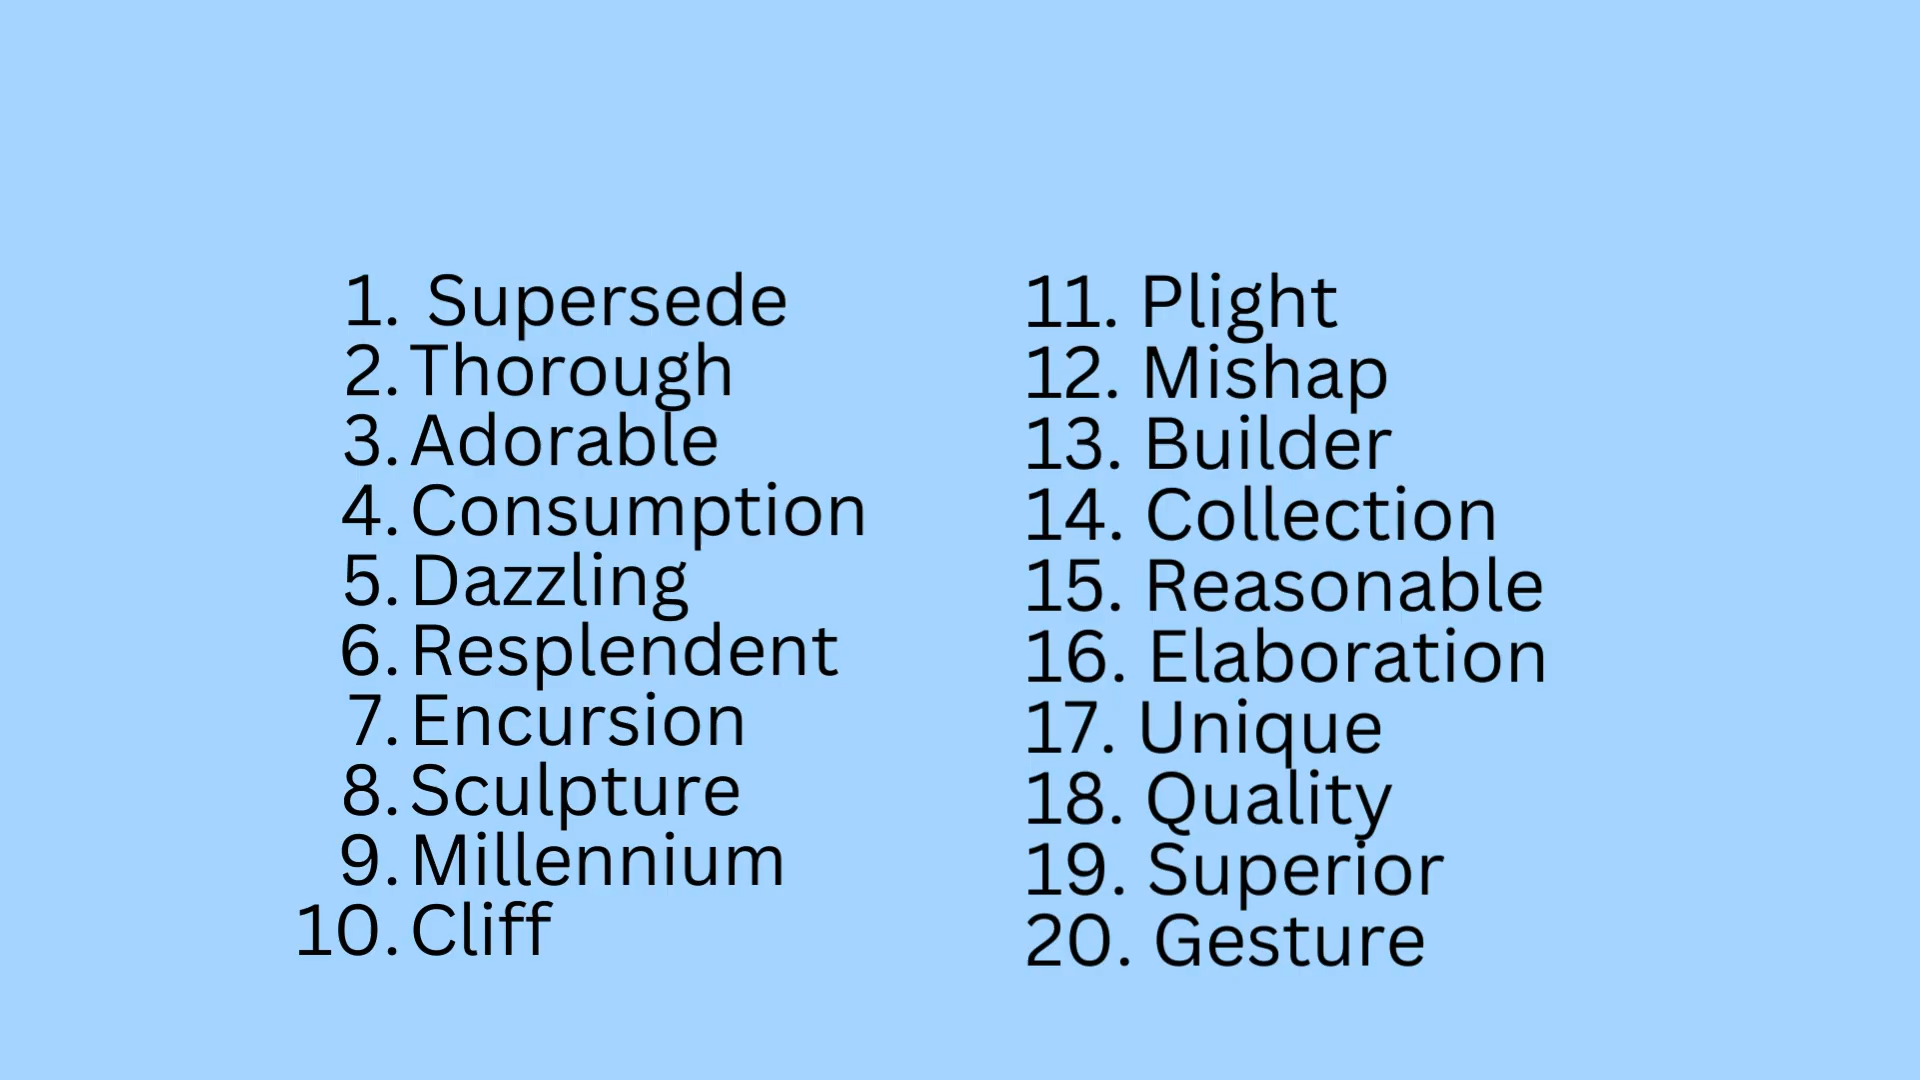 1. Supersede
2. Thorough
3. Adorable
4. Consumption
5. Dazzling
6. Resplendent
7. Encursion
8. Sculpture
9. Millennium
10. Cliff
11. Plight
12. Mishap
13. Builder
14. Collection
15. Reasonable
16. Elaboration
17. Unique
18. Quality
19. Superior
20. Gesture